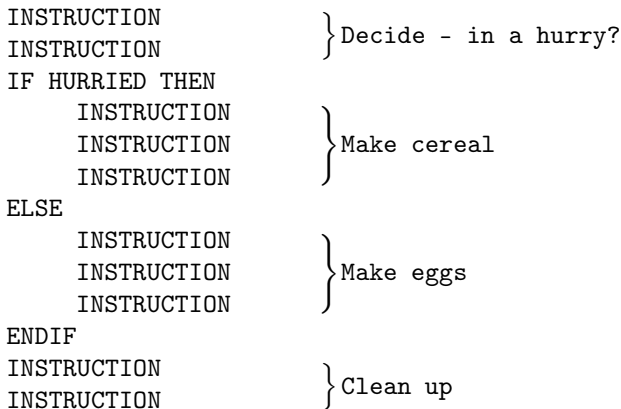 INSTRUCTION
INSTRUCTION
Decide - in a hurry?
IF HURRIED THEN
INSTRUCTION
INSTRUCTION
INSTRUCTION
Make cereal
ELSE
INSTRUCTION
INSTRUCTION
INSTRUCTION
Make eggs
ENDIF
INSTRUCTION
INSTRUCTION
Clean up